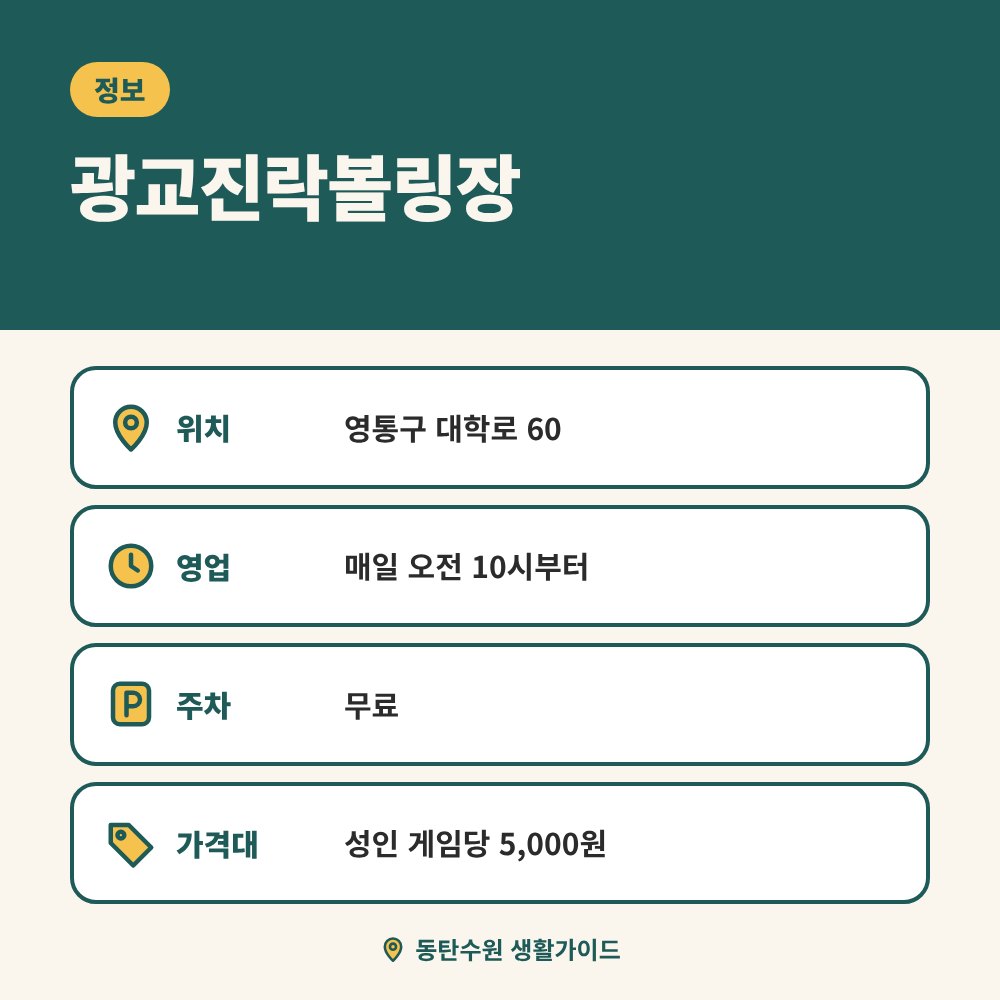 정보
광교진락볼링장
위치 영통구 대학로 60
영업 매일 오전 10시부터
P 주차 무료
가격대 성인 게임당 5,000원
동탄수원 생활가이드